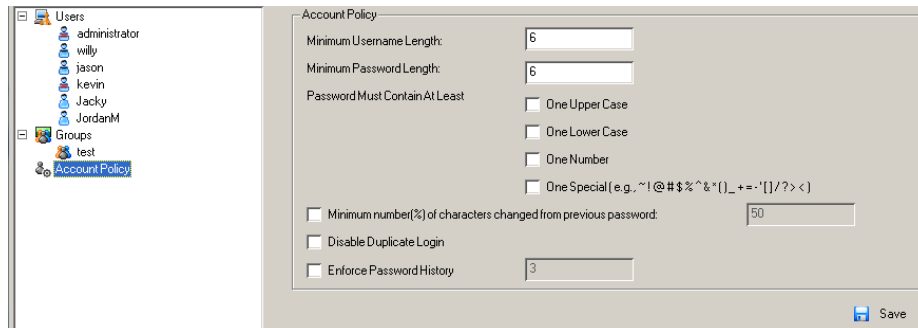 Users
administrator
willy
jason
kevin
Jacky
JordanM
Groups
test
Account Policy
Account Policy
Minimum Username Length: 6
Minimum Password Length: 6
Password Must Contain At Least
One Upper Case
One Lower Case
One Number
One Special(e.g.,~!@#$%^&*()_+=-'[]/?><)
Minimum number(%) of characters changed from previous password: 50
Disable Duplicate Login
Enforce Password History 3
Save